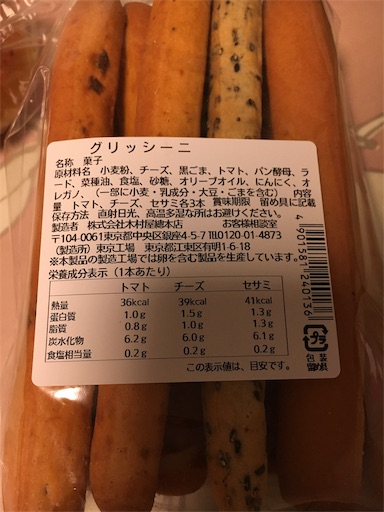 グリッシーニ
名称 菓子
原材料名 小麦粉、チーズ、黒ごま、トマト、パン酵母、ラ
ード、菜種油、食塩、砂糖、オリーブオイル、にんにく、オ
レガノ、(一部に小麦・乳成分・大豆・ごまを含む) 内容
量 トマト、チーズ、セサミ各3本 賞味期限 留め具に記載
保存方法 直射日光、高温多湿な所はお避けください。
製造者 株式会社木村屋總本店 お客様相談室
〒104-0061東京都中央区銀座4-5-7 ℡0120-01-4873
(製造所) 東京工場 東京都江東区有明1-6-18
※本製品の製造工場では卵を含む製品を生産しています。
栄養成分表示(1本あたり)
トマト チーズ セサミ
熱量 36kcal 39kcal 41kcal
蛋白質 1.0g 1.5g 1.3g
脂質 0.8g 1.0g 1.3g
炭水化物 6.2g 6.0g 6.1g
食塩相当量 0.2g 0.2g 0.2g
この表示値は、目安です。
4901581240136
プラ
包装